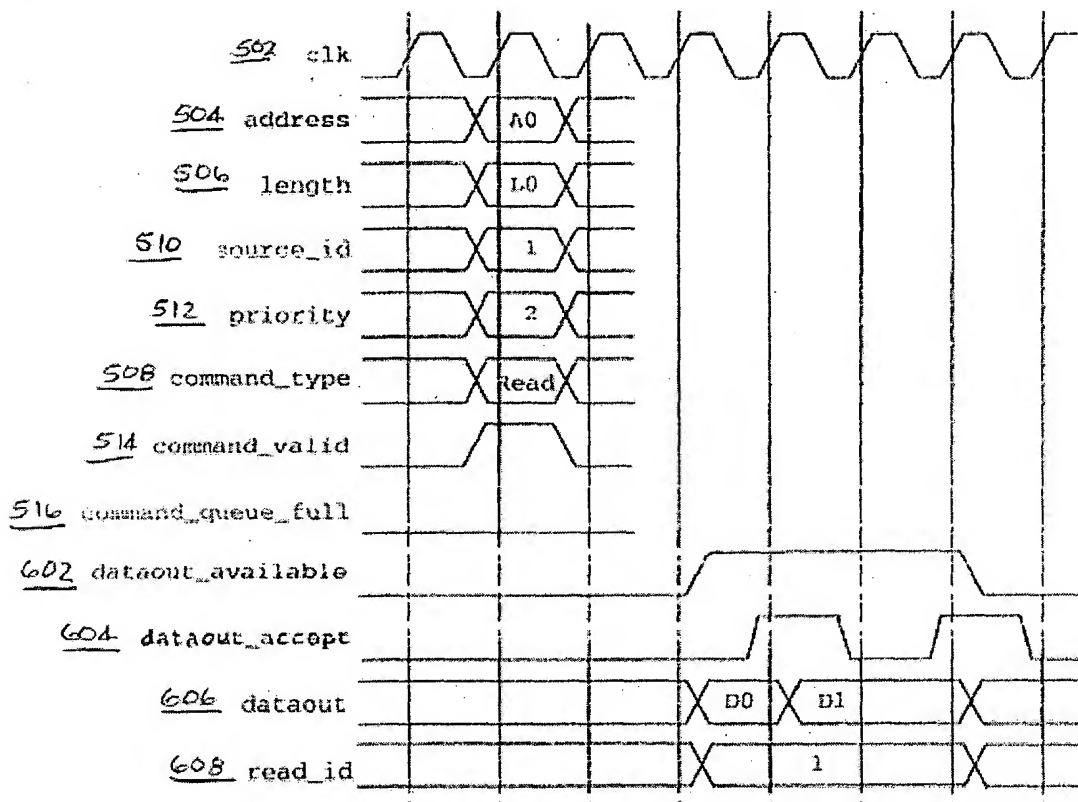 502 clk
504 address A0
506 length L0
510 source_id 1
512 priority 2
508 command_type Read
514 command_valid
516 command_queue_full
602 dataout_available
604 dataout_accept
606 dataout D0 D1
608 read_id 1